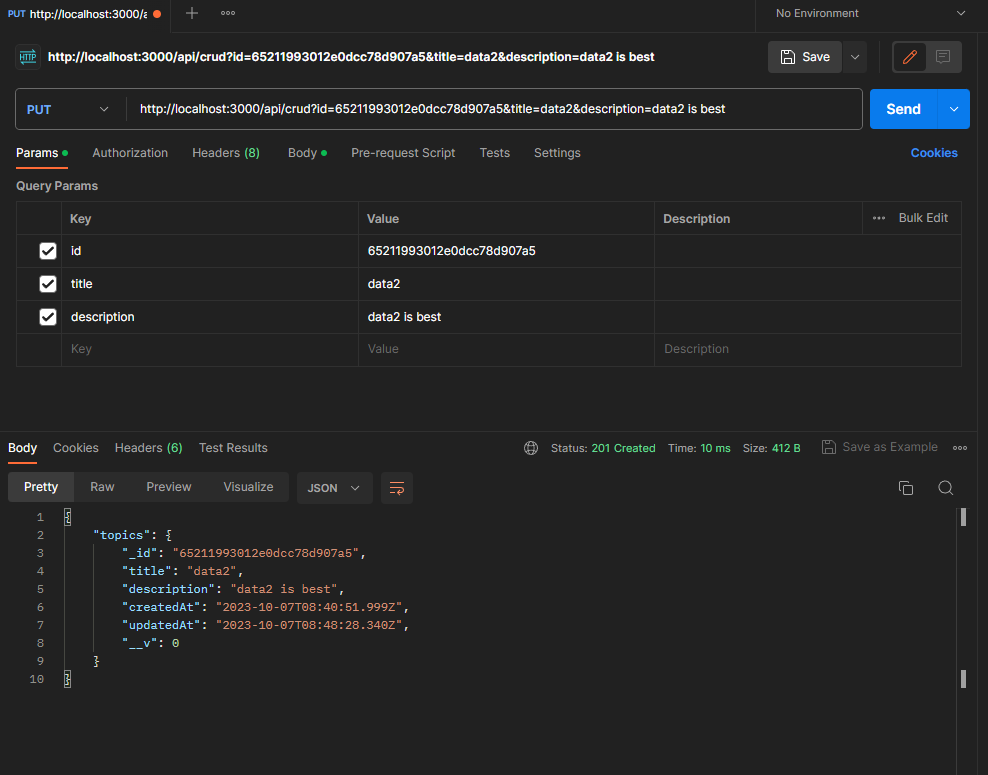 PUT http://localhost:3000/a
No Environment
HTTP http://localhost:3000/api/crud?id=65211993012e0dcc78d907a5&title=data2&description=data2 is best
Save
PUT http://localhost:3000/api/crud?id=65211993012e0dcc78d907a5&title=data2&description=data2 is best Send
Params Authorization Headers (8) Body Pre-request Script Tests Settings Cookies
Query Params
Key Value Description Bulk Edit
id 65211993012e0dcc78d907a5
title data2
description data2 is best
Key Value Description
Body Cookies Headers (6) Test Results Status: 201 Created Time: 10 ms Size: 412 B Save as Example
Pretty Raw Preview Visualize JSON
1 {
2 "topics": {
3 "_id": "65211993012e0dcc78d907a5",
4 "title": "data2",
5 "description": "data2 is best",
6 "createdAt": "2023-10-07T08:40:51.999Z",
7 "updatedAt": "2023-10-07T08:48:28.340Z",
8 "__v": 0
9 }
10 }